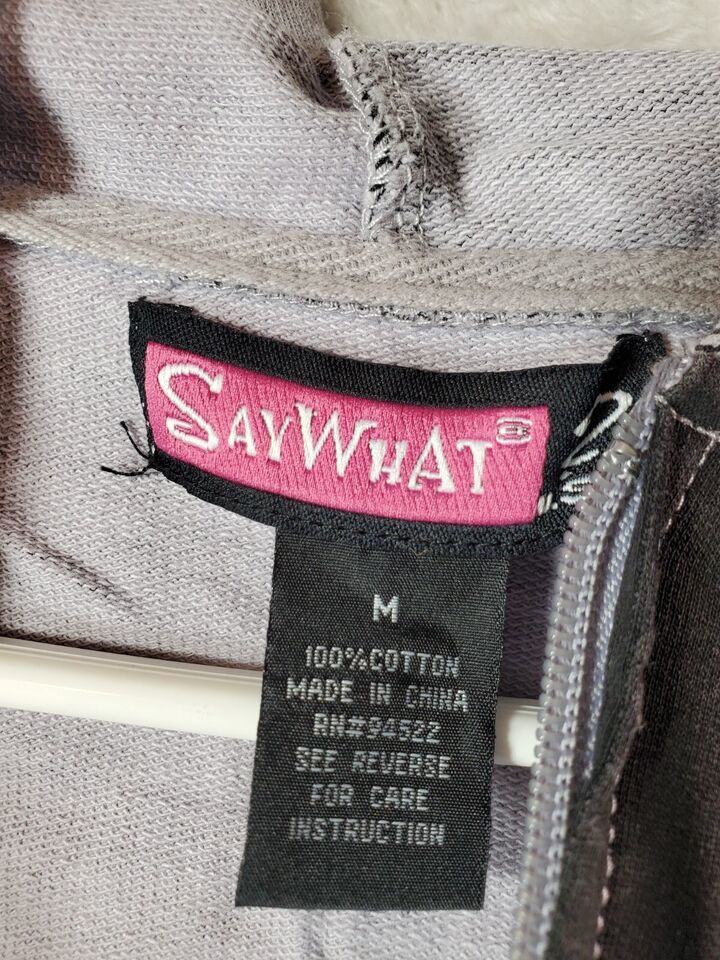 SAYWHAT®
M
100%COTTON
MADE IN CHINA
RN#94522
SEE REVERSE
FOR CARE
INSTRUCTION